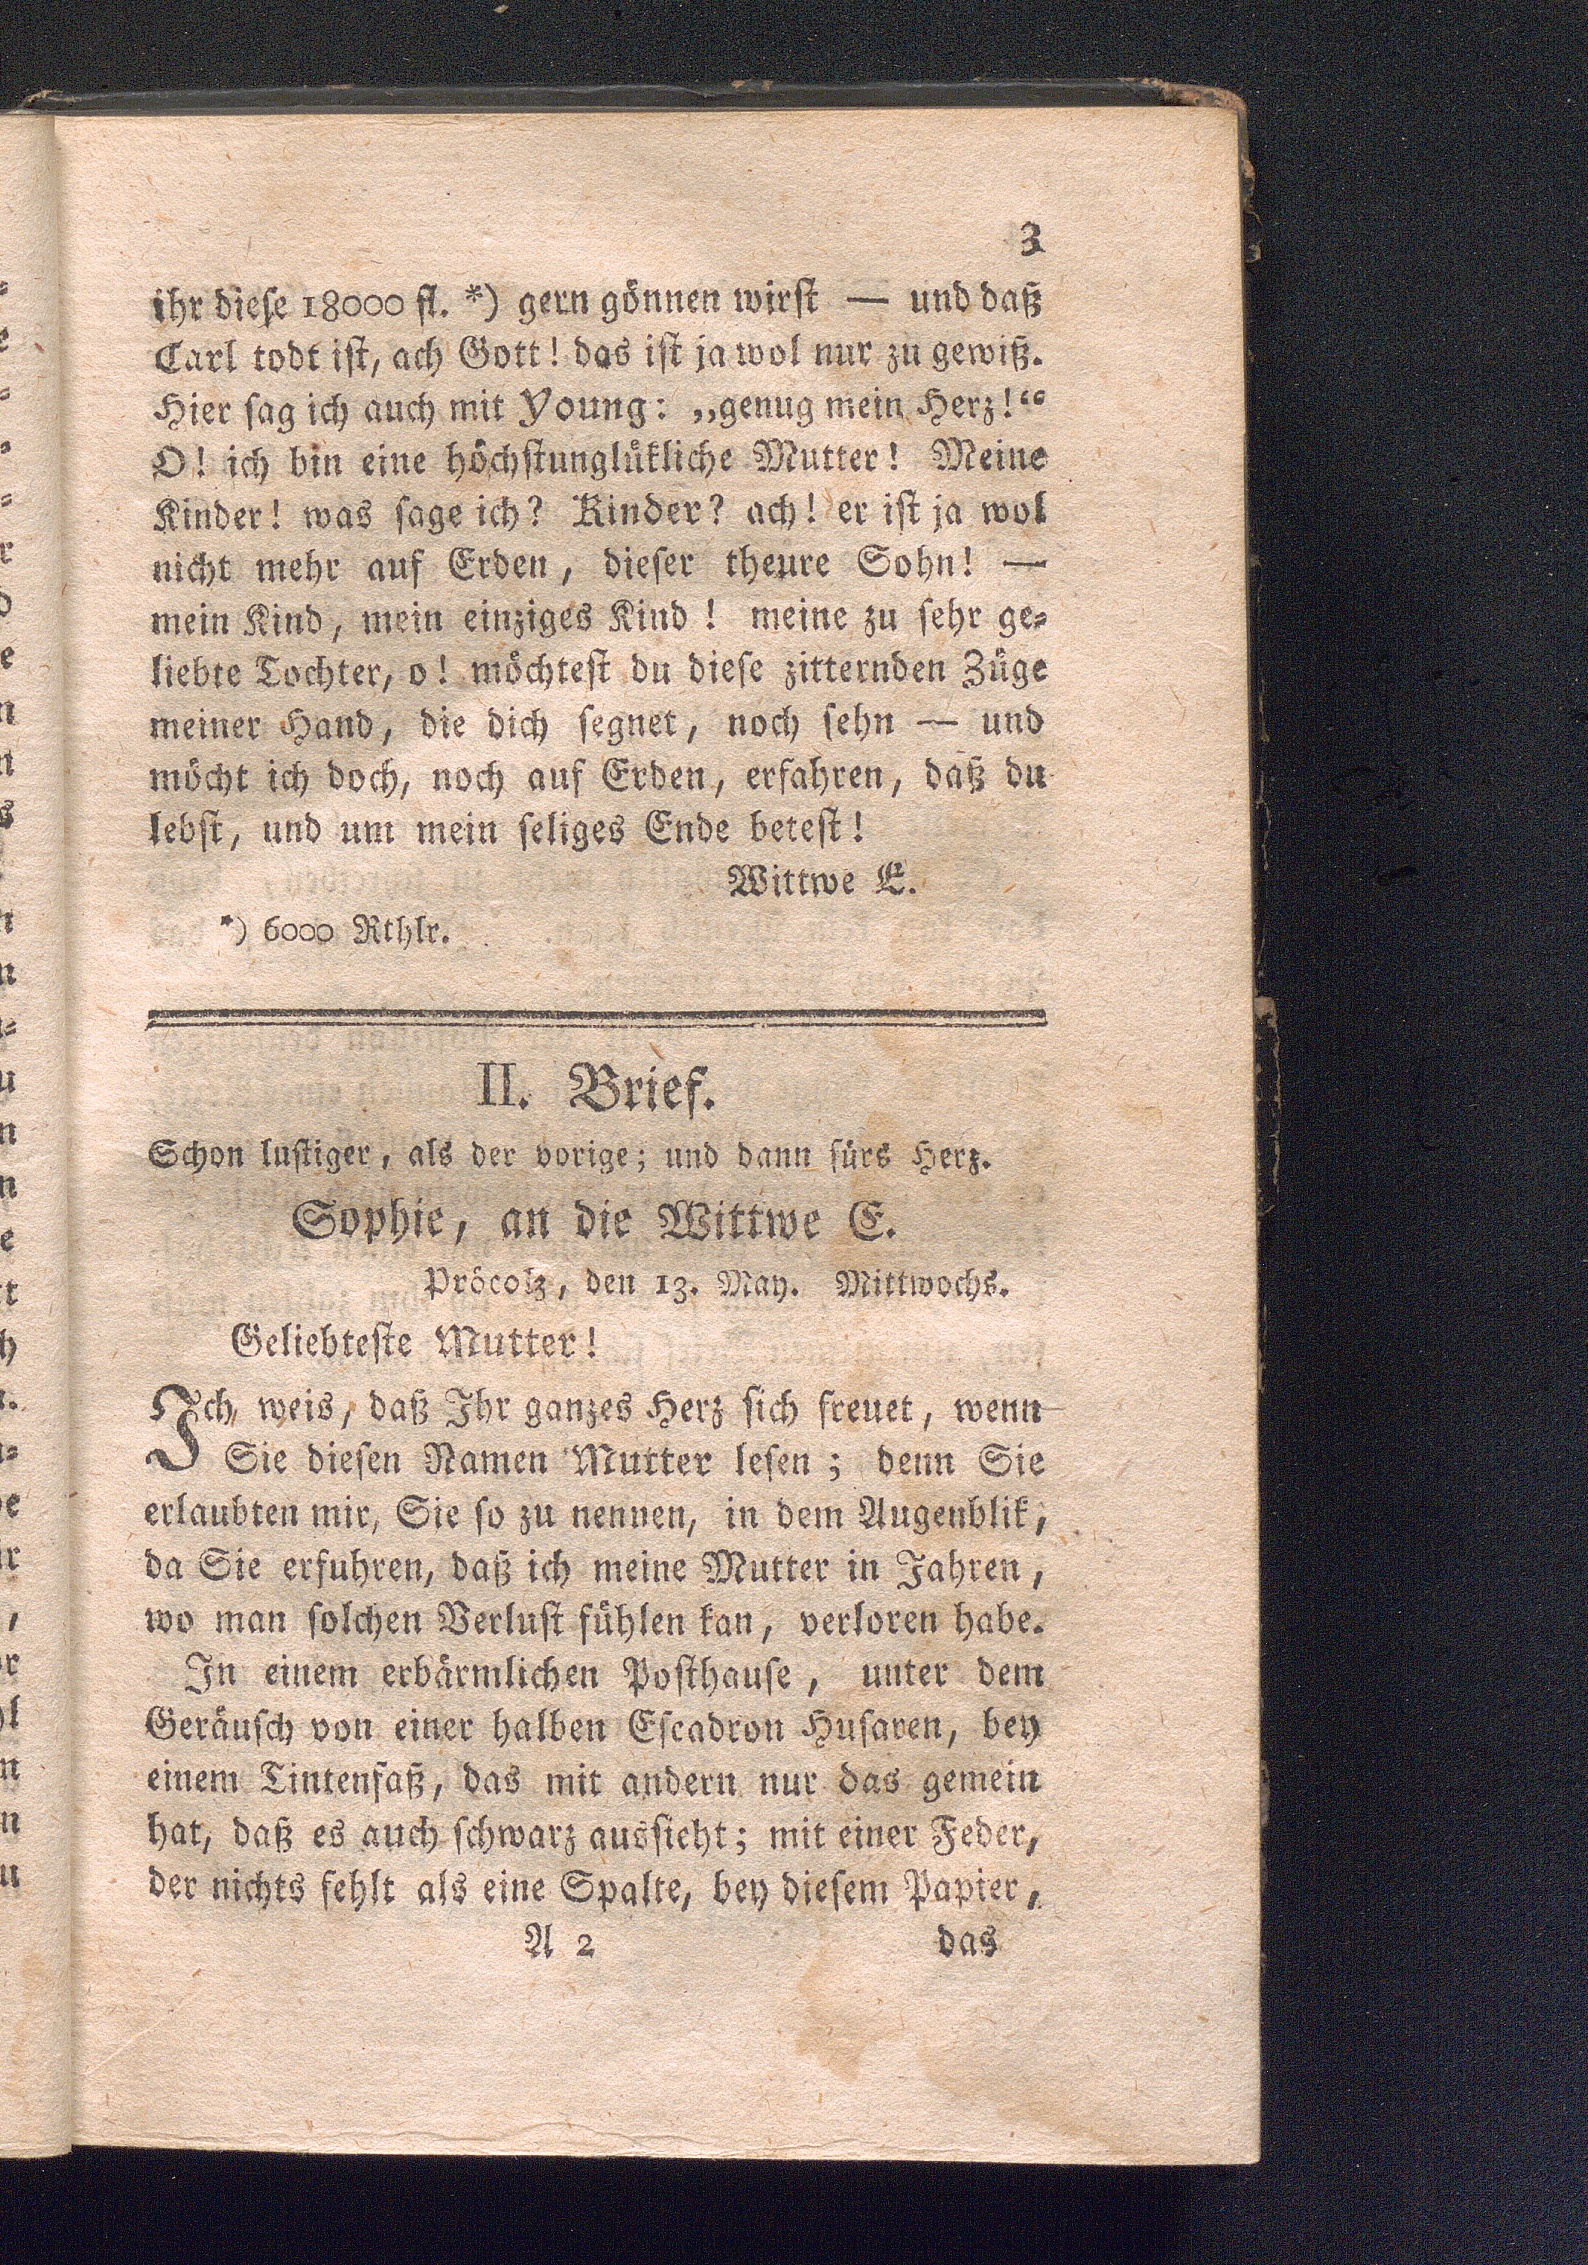 3
ihr dieſe 18000 fl. *) gern gönnen wirſt — und daß
Carl todt iſt, ach Gott! das iſt ja wol nur zu gewiß.
Hier ſag ich auch mit Young: „genug mein Herz!“
O! ich bin eine höchſtunglükliche Mutter! Meine
Kinder! was ſage ich? Kinder? ach! er iſt ja wol
nicht mehr auf Erden, dieſer theure Sohn! —
mein Kind, mein einziges Kind! meine zu ſehr ge⸗
liebte Tochter, o! möchteſt du dieſe zitternden Züge
meiner Hand, die dich ſegnet, noch ſehn — und
möcht ich doch, noch auf Erden, erfahren, daß du
lebſt, und um mein ſeliges Ende beteſt!
Wittwe E.
*) 6000 Rthlr.
II. Brief.
Schon luſtiger, als der vorige; und dann fürs Herz.
Sophie, an die Wittwe E.
Pröcolz, den 13. May. Mittwochs.
Geliebteſte Mutter!
Ich weis, daß Ihr ganzes Herz ſich freuet, wenn
Sie dieſen Namen Mutter leſen; denn Sie
erlaubten mir, Sie ſo zu nennen, in dem Augenblik,
da Sie erfuhren, daß ich meine Mutter in Jahren,
wo man ſolchen Verluſt fühlen kan, verloren habe.
In einem erbärmlichen Poſthauſe, unter dem
Geräuſch von einer halben Eſcadron Huſaren, bey
einem Tintenfaß, das mit andern nur das gemein
hat, daß es auch ſchwarz ausſieht; mit einer Feder,
der nichts fehlt als eine Spalte, bey dieſem Papier,
A 2
das